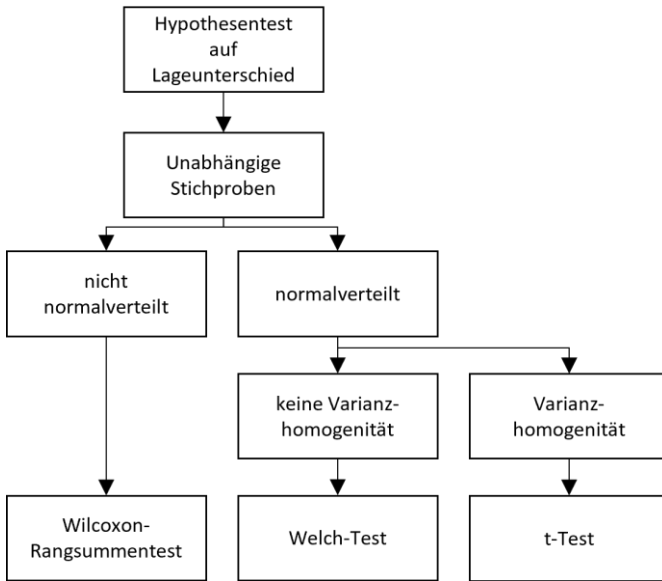 Hypothesentest
auf
Lageunterschied
Unabhängige
Stichproben
nicht
normalverteilt
normalverteilt
keine Varianz-
homogenität
Varianz-
homogenität
Wilcoxon-
Rangsummentest
Welch-Test
t-Test